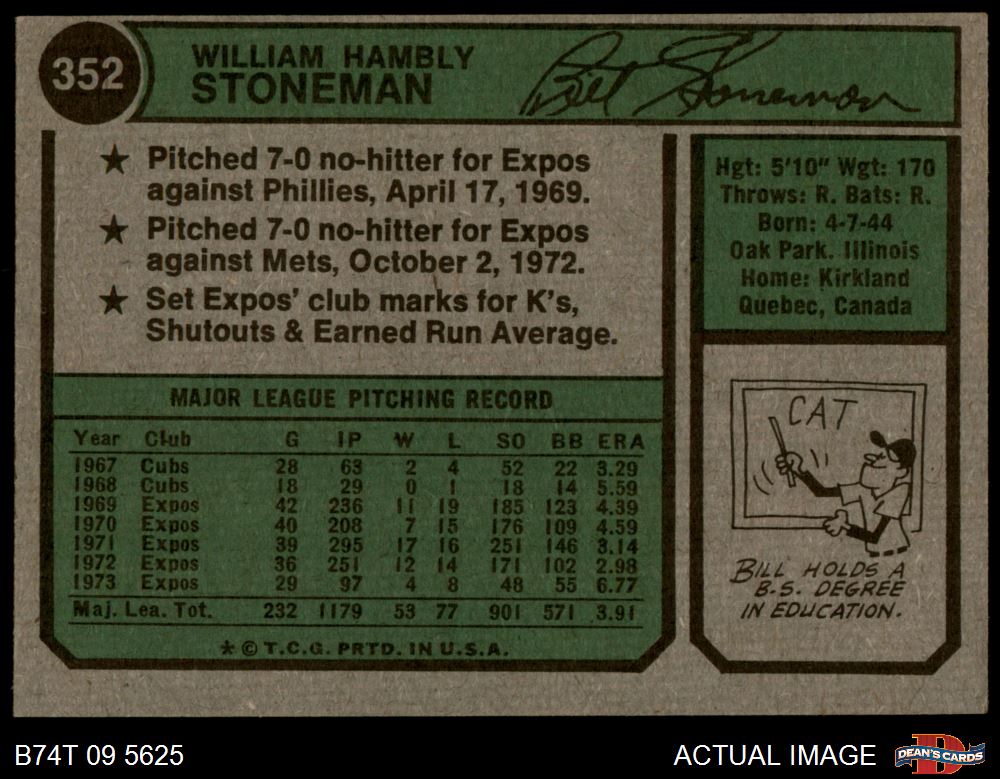 352
WILLIAM HAMBLY
STONEMAN
Bill Stoneman
★ Pitched 7-0 no-hitter for Expos
against Phillies, April 17, 1969.
★ Pitched 7-0 no-hitter for Expos
against Mets, October 2, 1972.
★ Set Expos' club marks for K's,
Shutouts & Earned Run Average.
Hgt: 5'10" Wgt: 170
Throws: R. Bats: R.
Born: 4-7-44
Oak Park. Illinois
Home: Kirkland
Quebec, Canada
MAJOR LEAGUE PITCHING RECORD
Year Club G IP W L SO BB ERA
1967 Cubs 28 63 2 4 52 22 3.29
1968 Cubs 18 29 0 1 18 14 5.59
1969 Expos 42 236 11 19 185 123 4.39
1970 Expos 40 208 7 15 176 109 4.59
1971 Expos 39 295 17 16 251 146 3.14
1972 Expos 36 251 12 14 171 102 2.98
1973 Expos 29 97 4 8 48 55 6.77
Maj. Lea. Tot. 232 1179 53 77 901 571 3.91
* © T.C.G. PRTD. IN U.S.A.
CAT
BILL HOLDS A
B.S. DEGREE
IN EDUCATION.
B74T 09 5625
ACTUAL IMAGE
D
DEAN'S CARDS